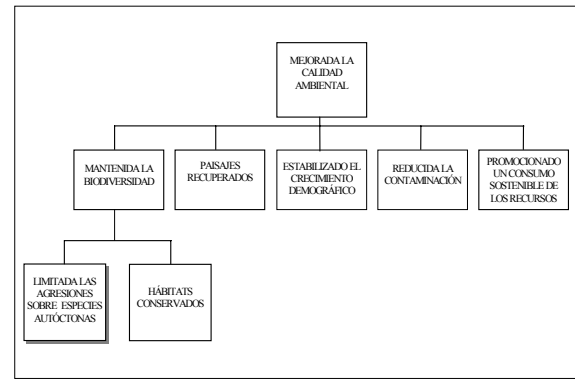 MEJORADA LA
CALIDAD
AMBIENTAL
MANTENIDA LA
BIODIVERSIDAD
PAISAJES
RECUPERADOS
ESTABILIZADO EL
CRECIMIENTO
DEMOGRÁFICO
REDUCIDA LA
CONTAMINACIÓN
PROMOCIONADO
UN CONSUMO
SOSTENIBLE DE
LOS RECURSOS
LIMITADA LAS
AGRESIONES
SOBRE ESPECIES
AUTÓCTONAS
HÁBITATS
CONSERVADOS